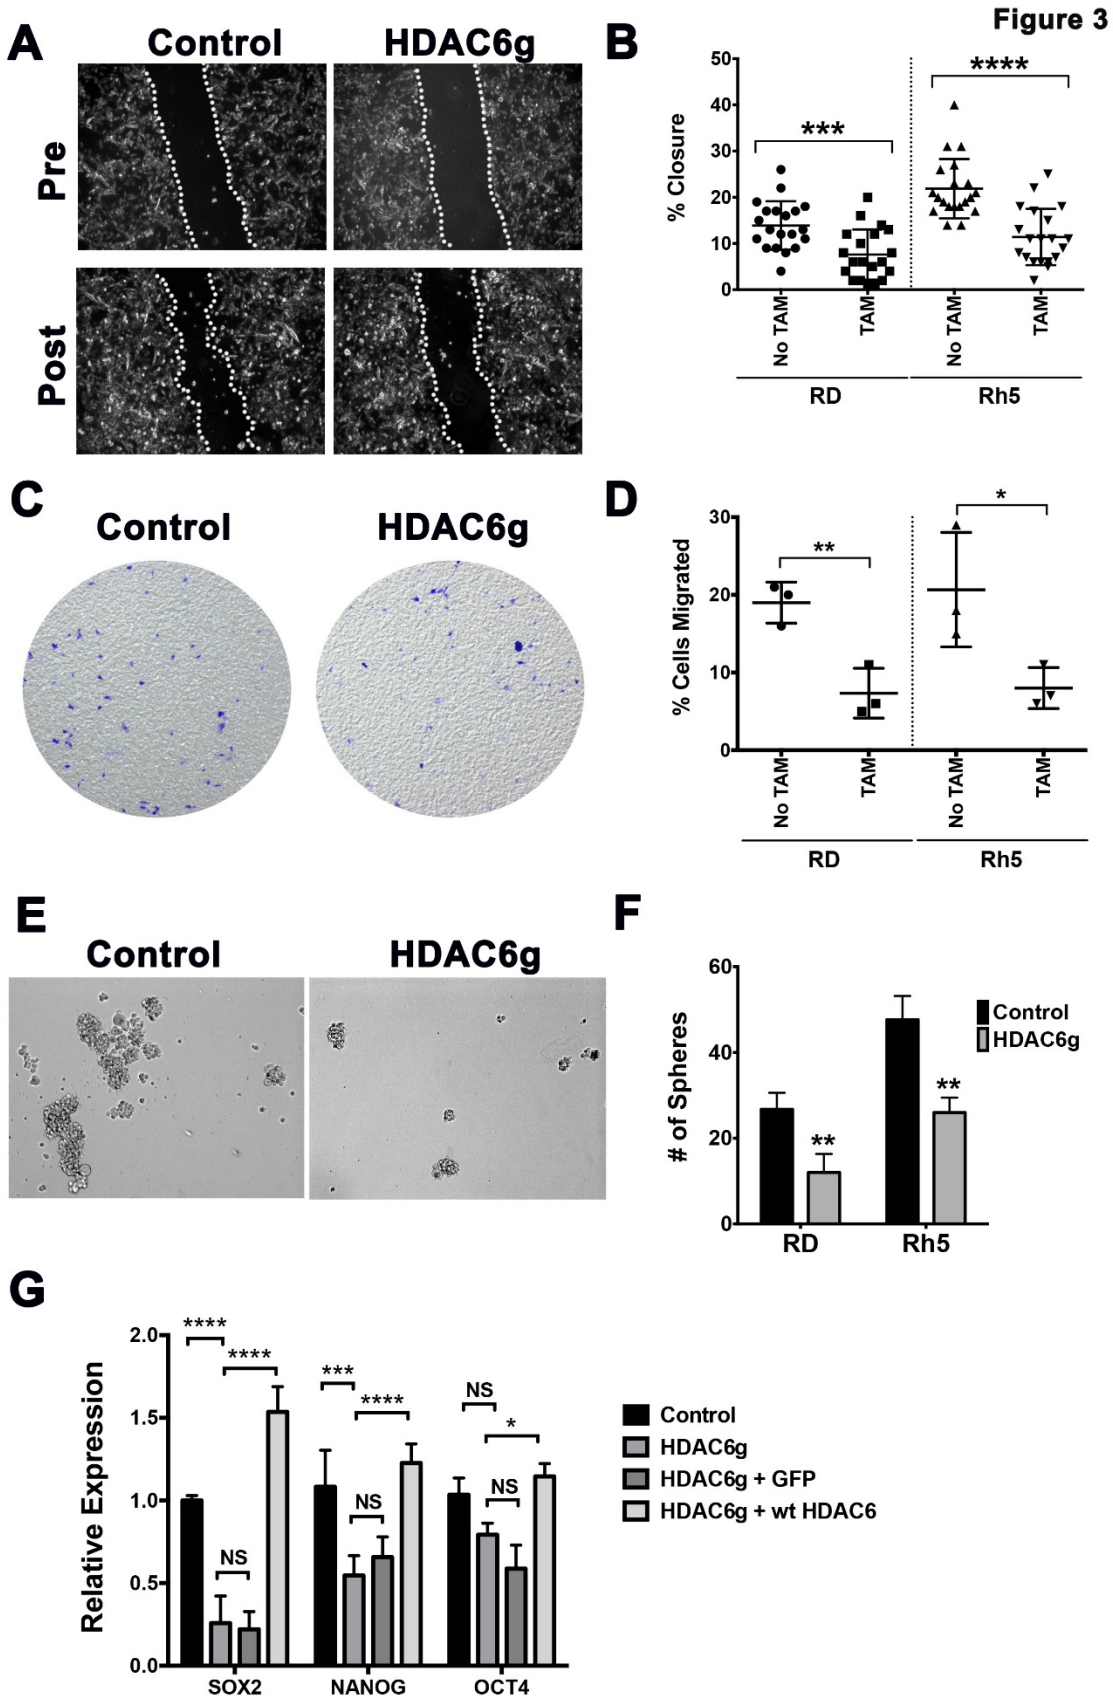 Figure 3
A
Control
HDAC6g
Pre
Post
B
% Closure
50
40
30
20
10
0
***
****
No TAM
TAM
No TAM
TAM
RD
Rh5
C
Control
HDAC6g
D
% Cells Migrated
30
20
10
0
**
*
No TAM
TAM
No TAM
TAM
RD
Rh5
E
Control
HDAC6g
F
# of Spheres
60
40
20
0
**
**
Control
HDAC6g
RD
Rh5
G
Relative Expression
2.0
1.5
1.0
0.5
0.0
****
****
NS
***
****
NS
NS
*
NS
SOX2
NANOG
OCT4
Control
HDAC6g
HDAC6g + GFP
HDAC6g + wt HDAC6